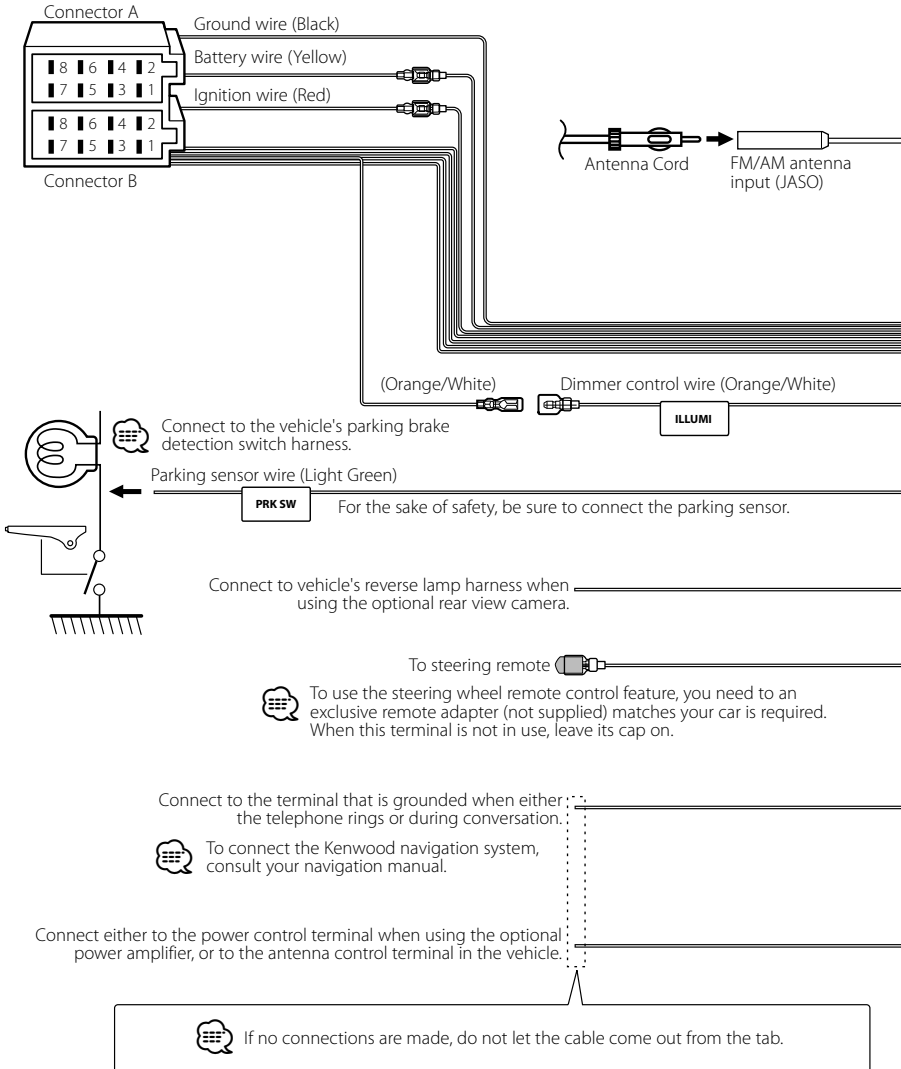 Connector A
Ground wire (Black)
Battery wire (Yellow)
Ignition wire (Red)
8 6 4 2
7 5 3 1
8 6 4 2
7 5 3 1
Connector B
Antenna Cord
FM/AM antenna
input (JASO)
(Orange/White)
Dimmer control wire (Orange/White)
ILLUMI
Connect to the vehicle's parking brake
detection switch harness.
Parking sensor wire (Light Green)
PRK SW
For the sake of safety, be sure to connect the parking sensor.
Connect to vehicle's reverse lamp harness when
using the optional rear view camera.
To steering remote
To use the steering wheel remote control feature, you need to an
exclusive remote adapter (not supplied) matches your car is required.
When this terminal is not in use, leave its cap on.
Connect to the terminal that is grounded when either
the telephone rings or during conversation.
To connect the Kenwood navigation system,
consult your navigation manual.
Connect either to the power control terminal when using the optional
power amplifier, or to the antenna control terminal in the vehicle.
If no connections are made, do not let the cable come out from the tab.